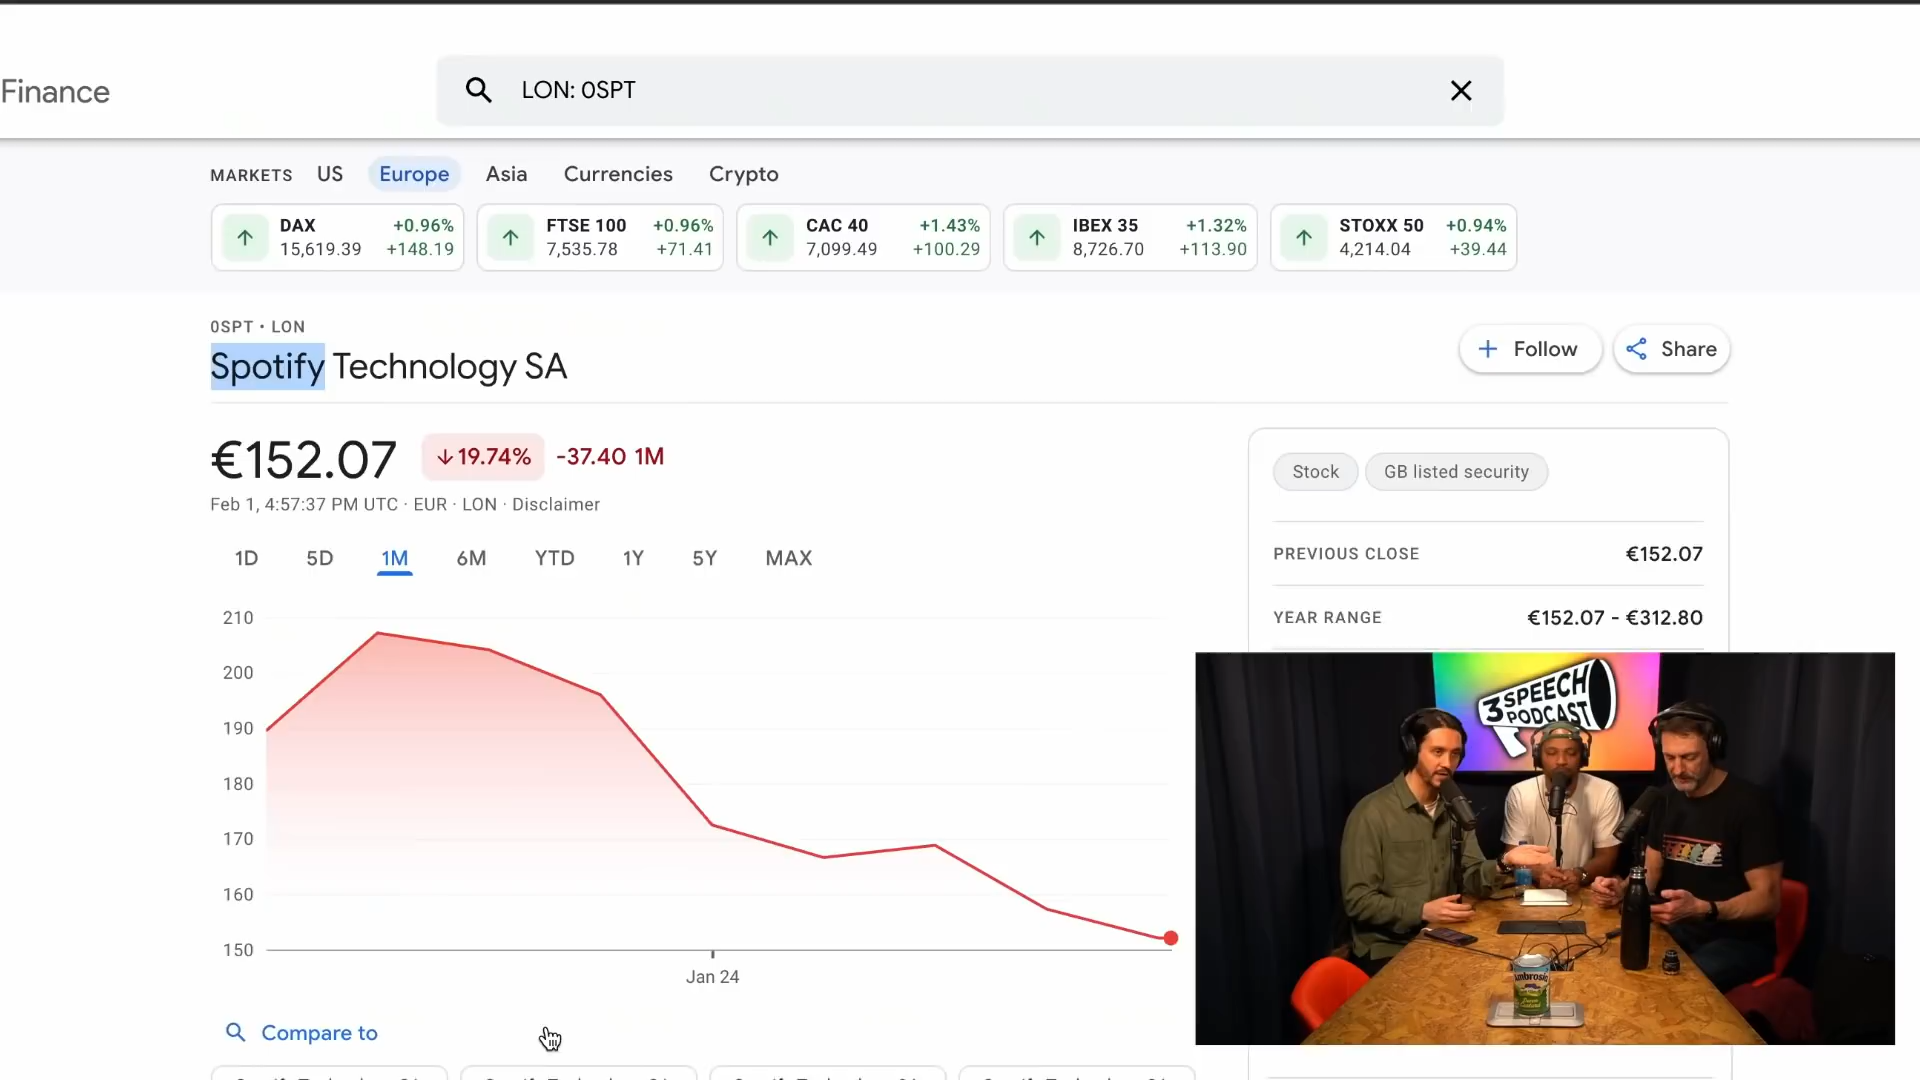 Finance
LON: 0SPT
MARKETS US Europe Asia Currencies Crypto
DAX +0.96% FTSE 100 +0.96% CAC 40 +1.43% IBEX 35 +1.32% STOXX 50 +0.94%
15,619.39 +148.19 7,535.78 +71.41 7,099.49 +100.29 8,726.70 +113.90 4,214.04 +39.44
0SPT • LON
Spotify Technology SA
Follow Share
€152.07 19.74% -37.40 1M
Feb 1, 4:57:37 PM UTC · EUR · LON · Disclaimer
1D 5D 1M 6M YTD 1Y 5Y MAX
Stock GB listed security
PREVIOUS CLOSE €152.07
YEAR RANGE €152.07 - €312.80
210
200
190
180
170
160
150
Jan 24
Compare to
3 SPEECH
PODCAST
Ambrosia